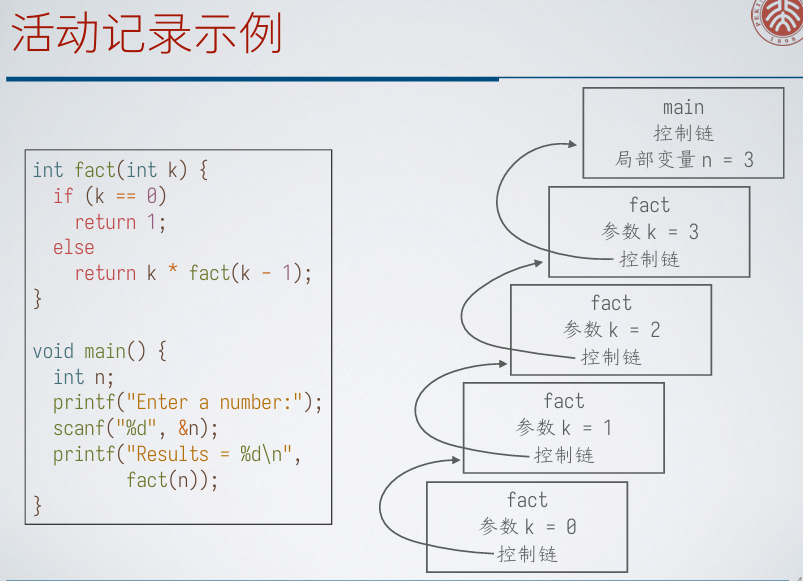 活动记录示例
int fact(int k) {
if (k == 0)
return 1;
else
return k * fact(k - 1);
}
void main() {
int n;
printf("Enter a number:");
scanf("%d", &n);
printf("Results = %d\n",
fact(n));
}
main
控制链
局部变量 n = 3
fact
参数 k = 3
控制链
fact
参数 k = 2
控制链
fact
参数 k = 1
控制链
fact
参数 k = 0
控制链
1898